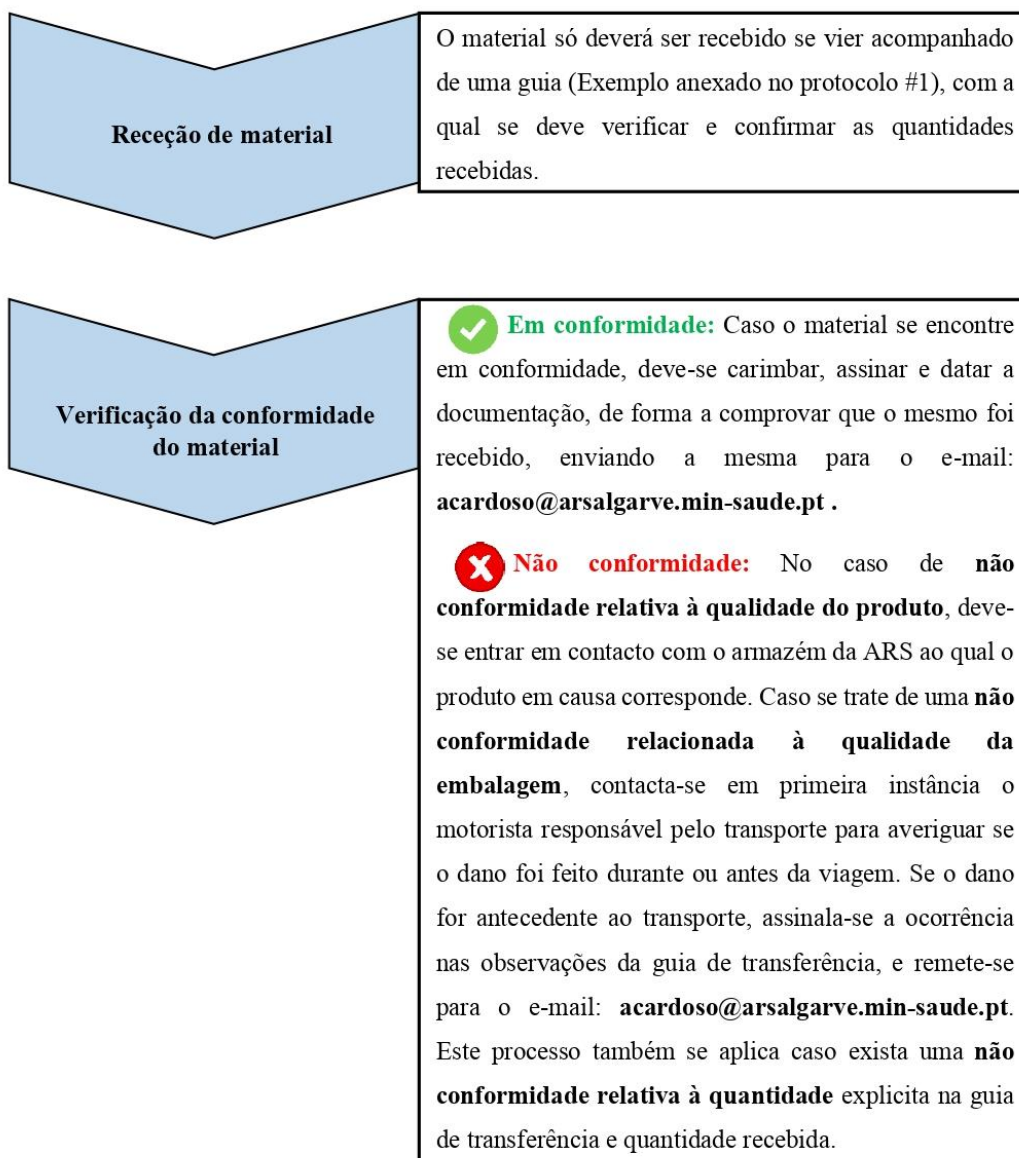 Receção de material
O material só deverá ser recebido se vier acompanhado
de uma guia (Exemplo anexado no protocolo #1), com a
qual se deve verificar e confirmar as quantidades
recebidas.
Verificação da conformidade
do material
Em conformidade: Caso o material se encontre
em conformidade, deve-se carimbar, assinar e datar a
documentação, de forma a comprovar que o mesmo foi
recebido, enviando a mesma para o e-mail:
acardoso@arsalgarve.min-saude.pt .
Não conformidade: No caso de não
conformidade relativa à qualidade do produto, deve-
se entrar em contacto com o armazém da ARS ao qual o
produto em causa corresponde. Caso se trate de uma não
conformidade relacionada à qualidade da
embalagem, contacta-se em primeira instância o
motorista responsável pelo transporte para averiguar se
o dano foi feito durante ou antes da viagem. Se o dano
for antecedente ao transporte, assinala-se a ocorrência
nas observações da guia de transferência, e remete-se
para o e-mail: acardoso@arsalgarve.min-saude.pt.
Este processo também se aplica caso exista uma não
conformidade relativa à quantidade explicita na guia
de transferência e quantidade recebida.